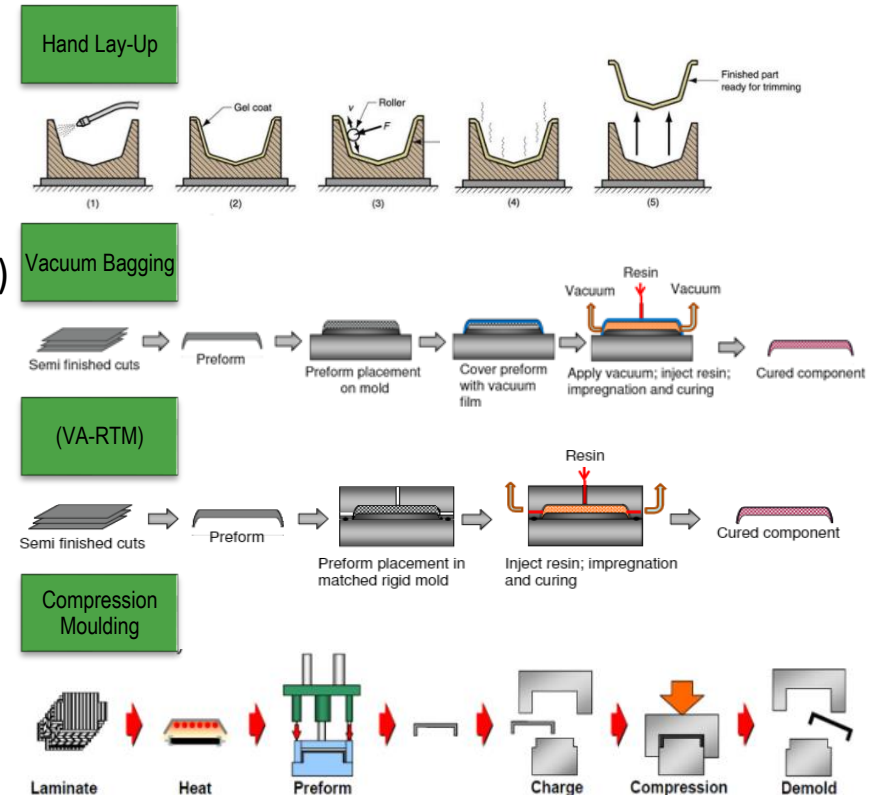 Hand Lay-Up
Gel coat
v
Roller
F
Finished part
ready for trimming
(1)
(2)
(3)
(4)
(5)
)
Vacuum Bagging
Semi finished cuts
Preform
Preform placement
on mold
Cover preform
with vacuum
film
Vacuum
Resin
Vacuum
Apply vacuum; inject resin;
impregnation and curing
Cured component
(VA-RTM)
Semi finished cuts
Preform
Preform placement in
matched rigid mold
Resin
Inject resin; impregnation
and curing
Cured component
Compression
Moulding
Laminate
Heat
Preform
Charge
Compression
Demold